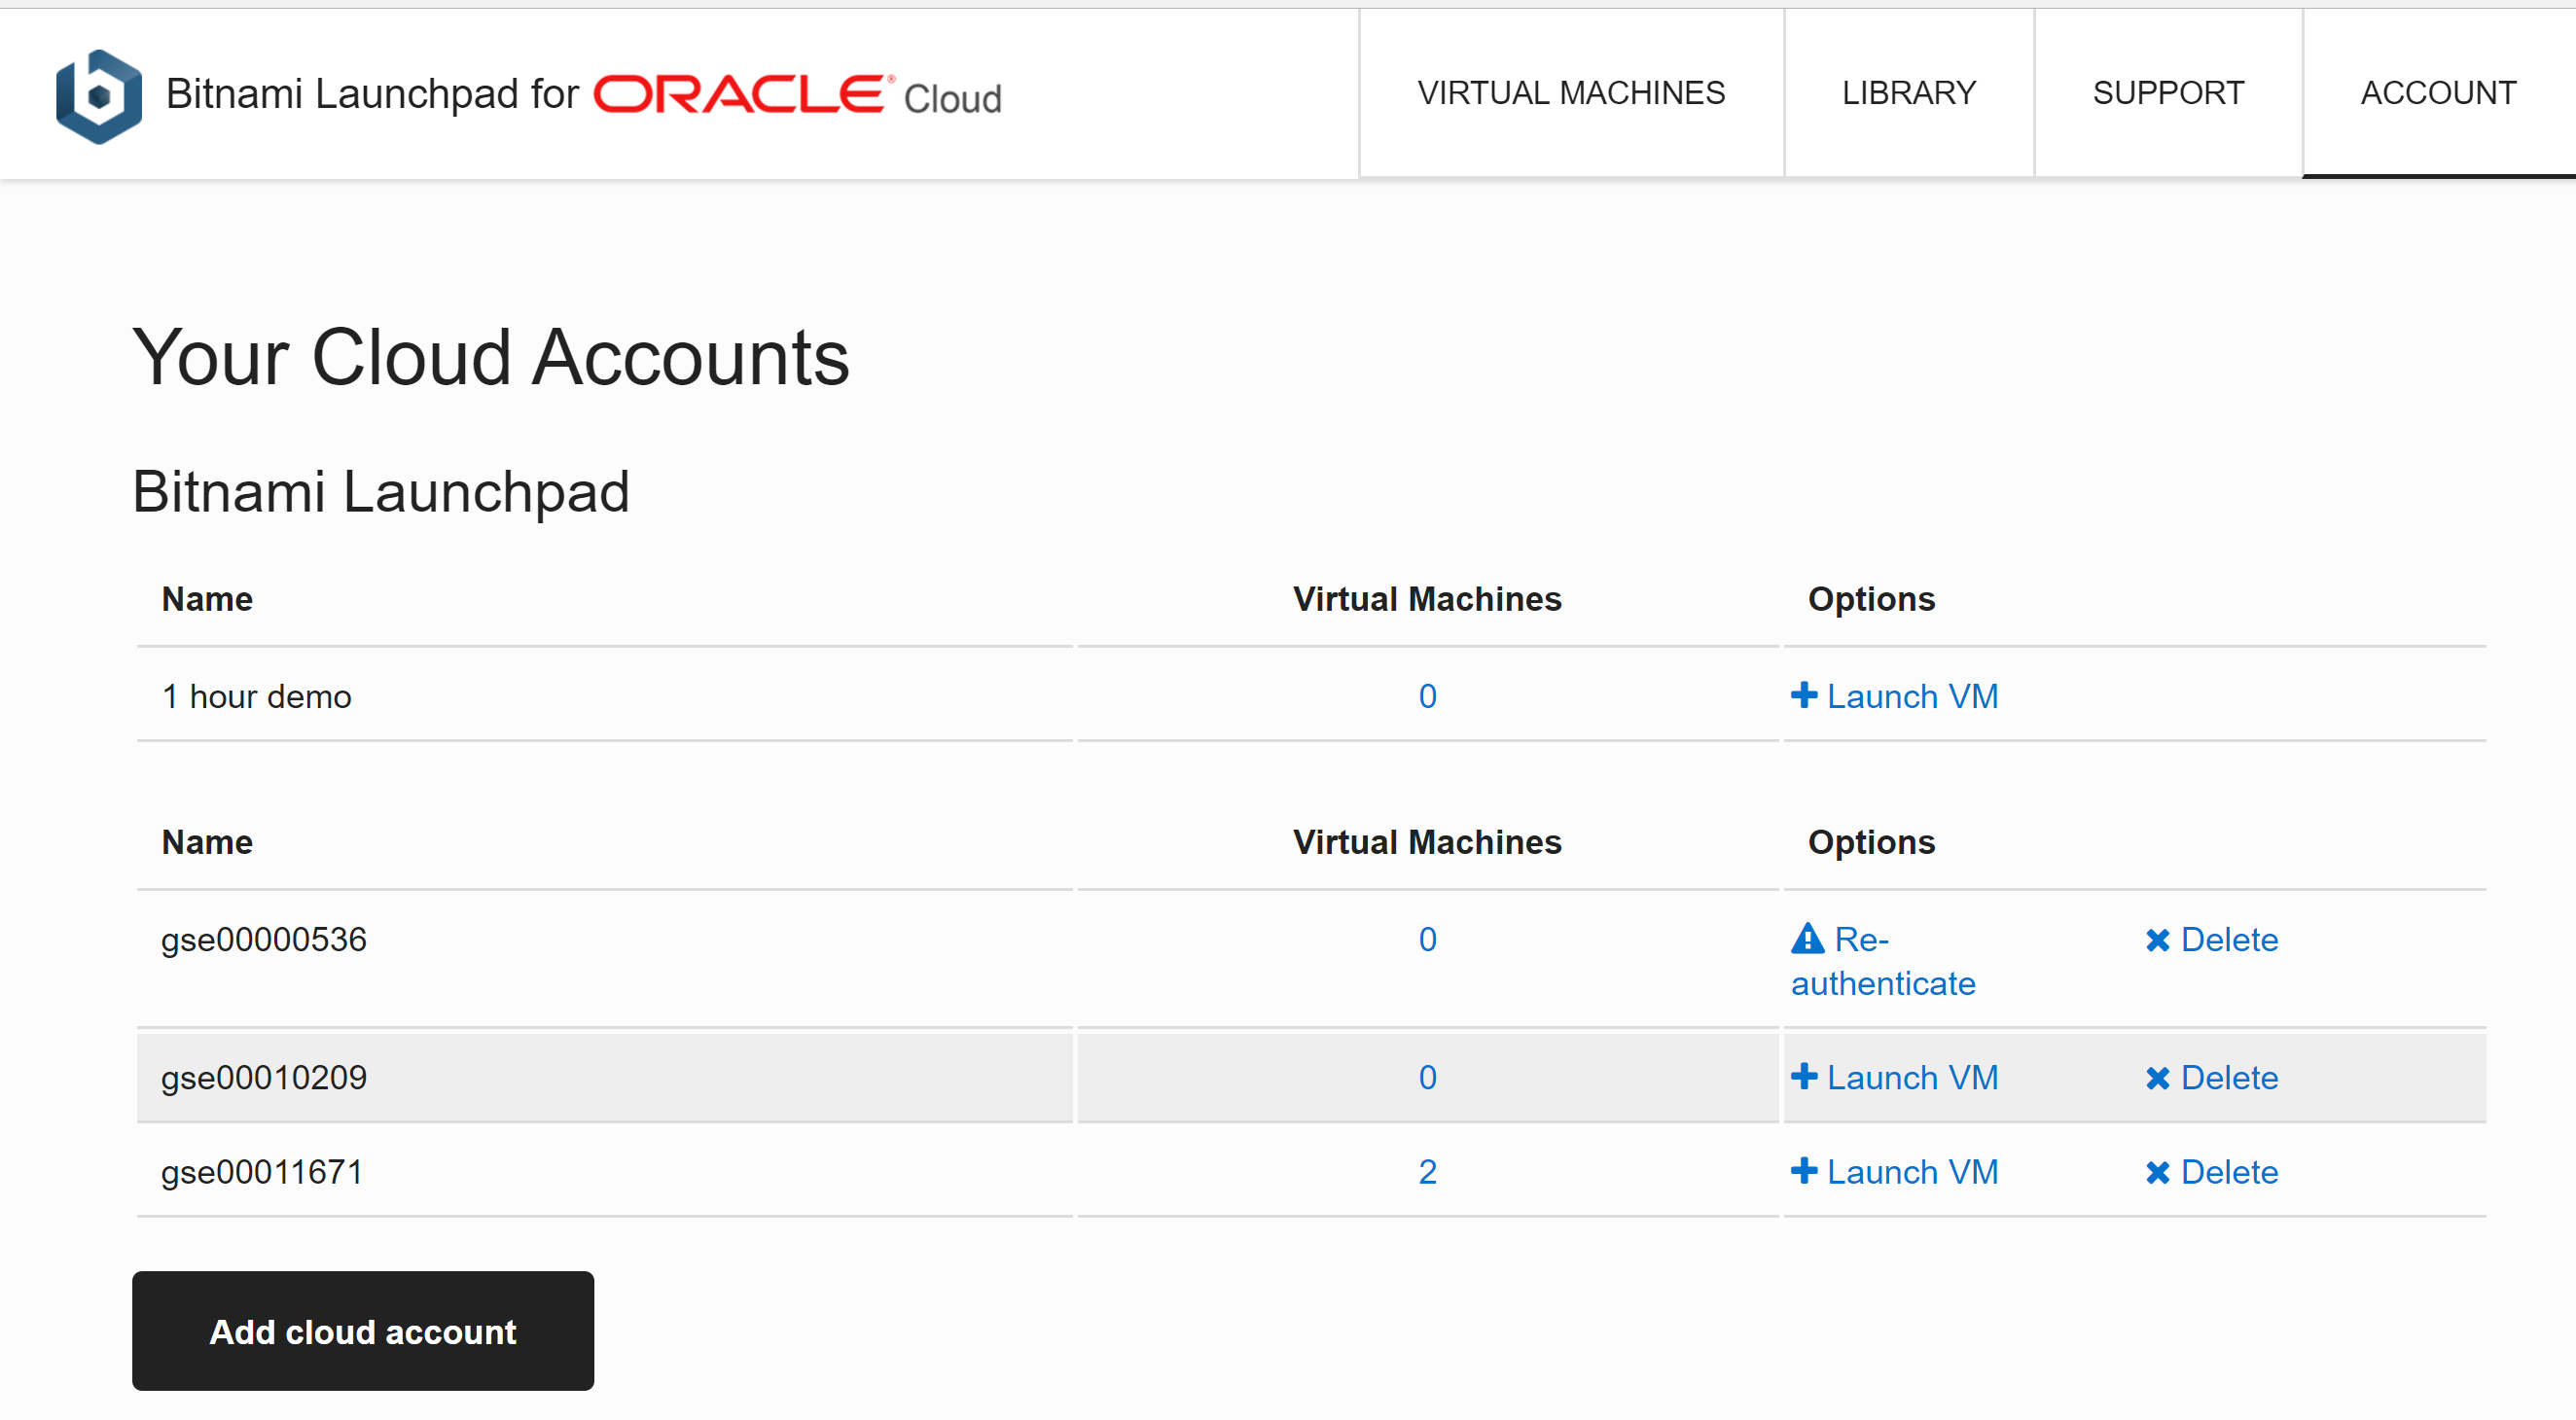 Bitnami Launchpad for ORACLE® Cloud
VIRTUAL MACHINES
LIBRARY
SUPPORT
ACCOUNT
Your Cloud Accounts
Bitnami Launchpad
Name Virtual Machines Options
1 hour demo 0 Launch VM
Name Virtual Machines Options
gse00000536 0 Re- Delete
authenticate
gse00010209 0 Launch VM Delete
gse00011671 2 Launch VM Delete
Add cloud account